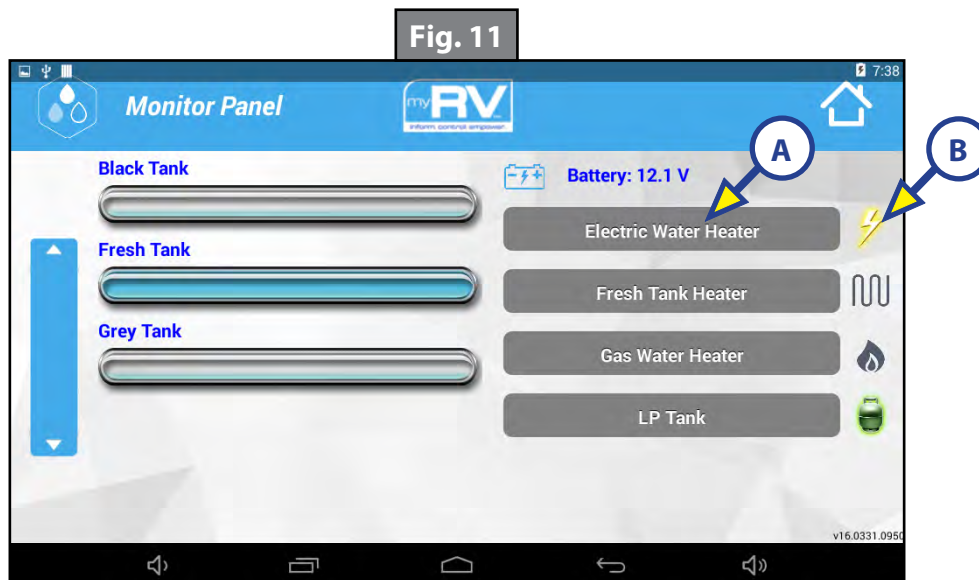 Fig. 11
7:38
Monitor Panel
myRV
inform.control.empower.
A
B
Black Tank
Battery: 12.1 V
Electric Water Heater
Fresh Tank
Fresh Tank Heater
Grey Tank
Gas Water Heater
LP Tank
v16.0331.0950